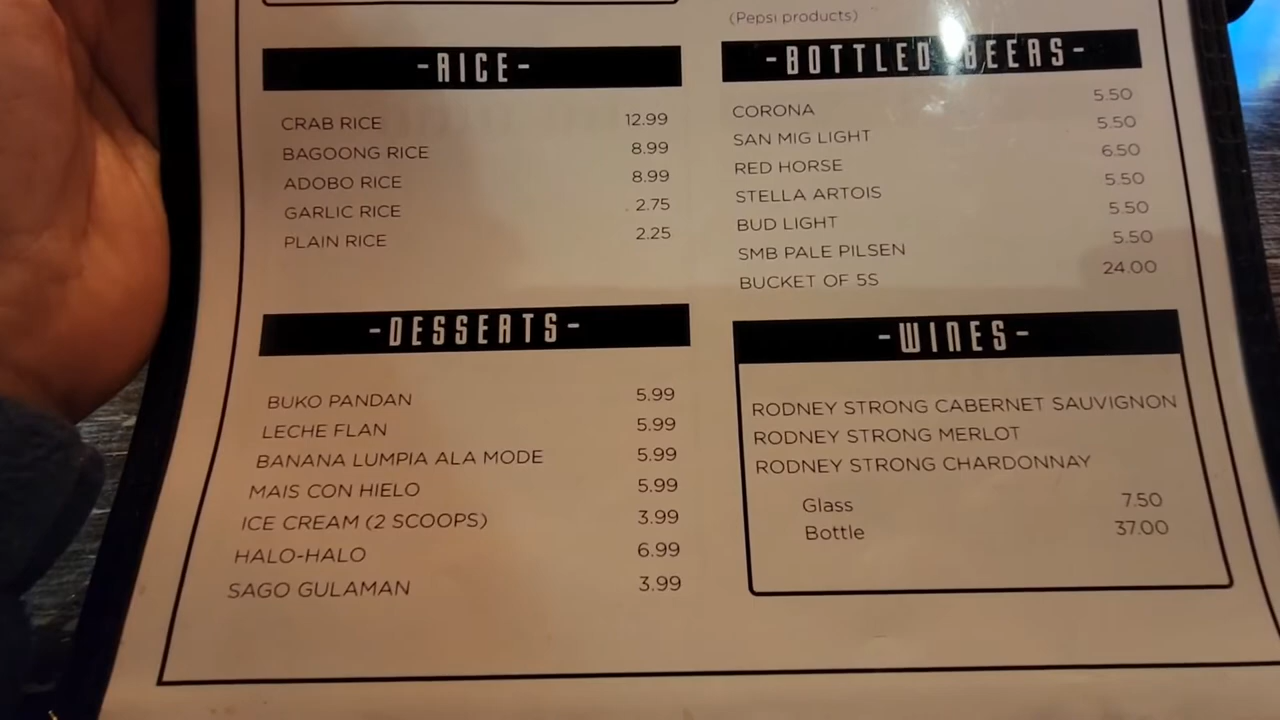 (Pepsi products)
-RICE-
CRAB RICE 12.99
BAGOONG RICE 8.99
ADOBO RICE 8.99
GARLIC RICE 2.75
PLAIN RICE 2.25
-BOTTLED BEERS-
CORONA 5.50
SAN MIG LIGHT 5.50
RED HORSE 6.50
STELLA ARTOIS 5.50
BUD LIGHT 5.50
SMB PALE PILSEN 5.50
BUCKET OF 5S 24.00
-DESSERTS-
BUKO PANDAN 5.99
LECHE FLAN 5.99
BANANA LUMPIA ALA MODE 5.99
MAIS CON HIELO 5.99
ICE CREAM (2 SCOOPS) 3.99
HALO-HALO 6.99
SAGO GULAMAN 3.99
-WINES-
RODNEY STRONG CABERNET SAUVIGNON
RODNEY STRONG MERLOT
RODNEY STRONG CHARDONNAY
Glass 7.50
Bottle 37.00